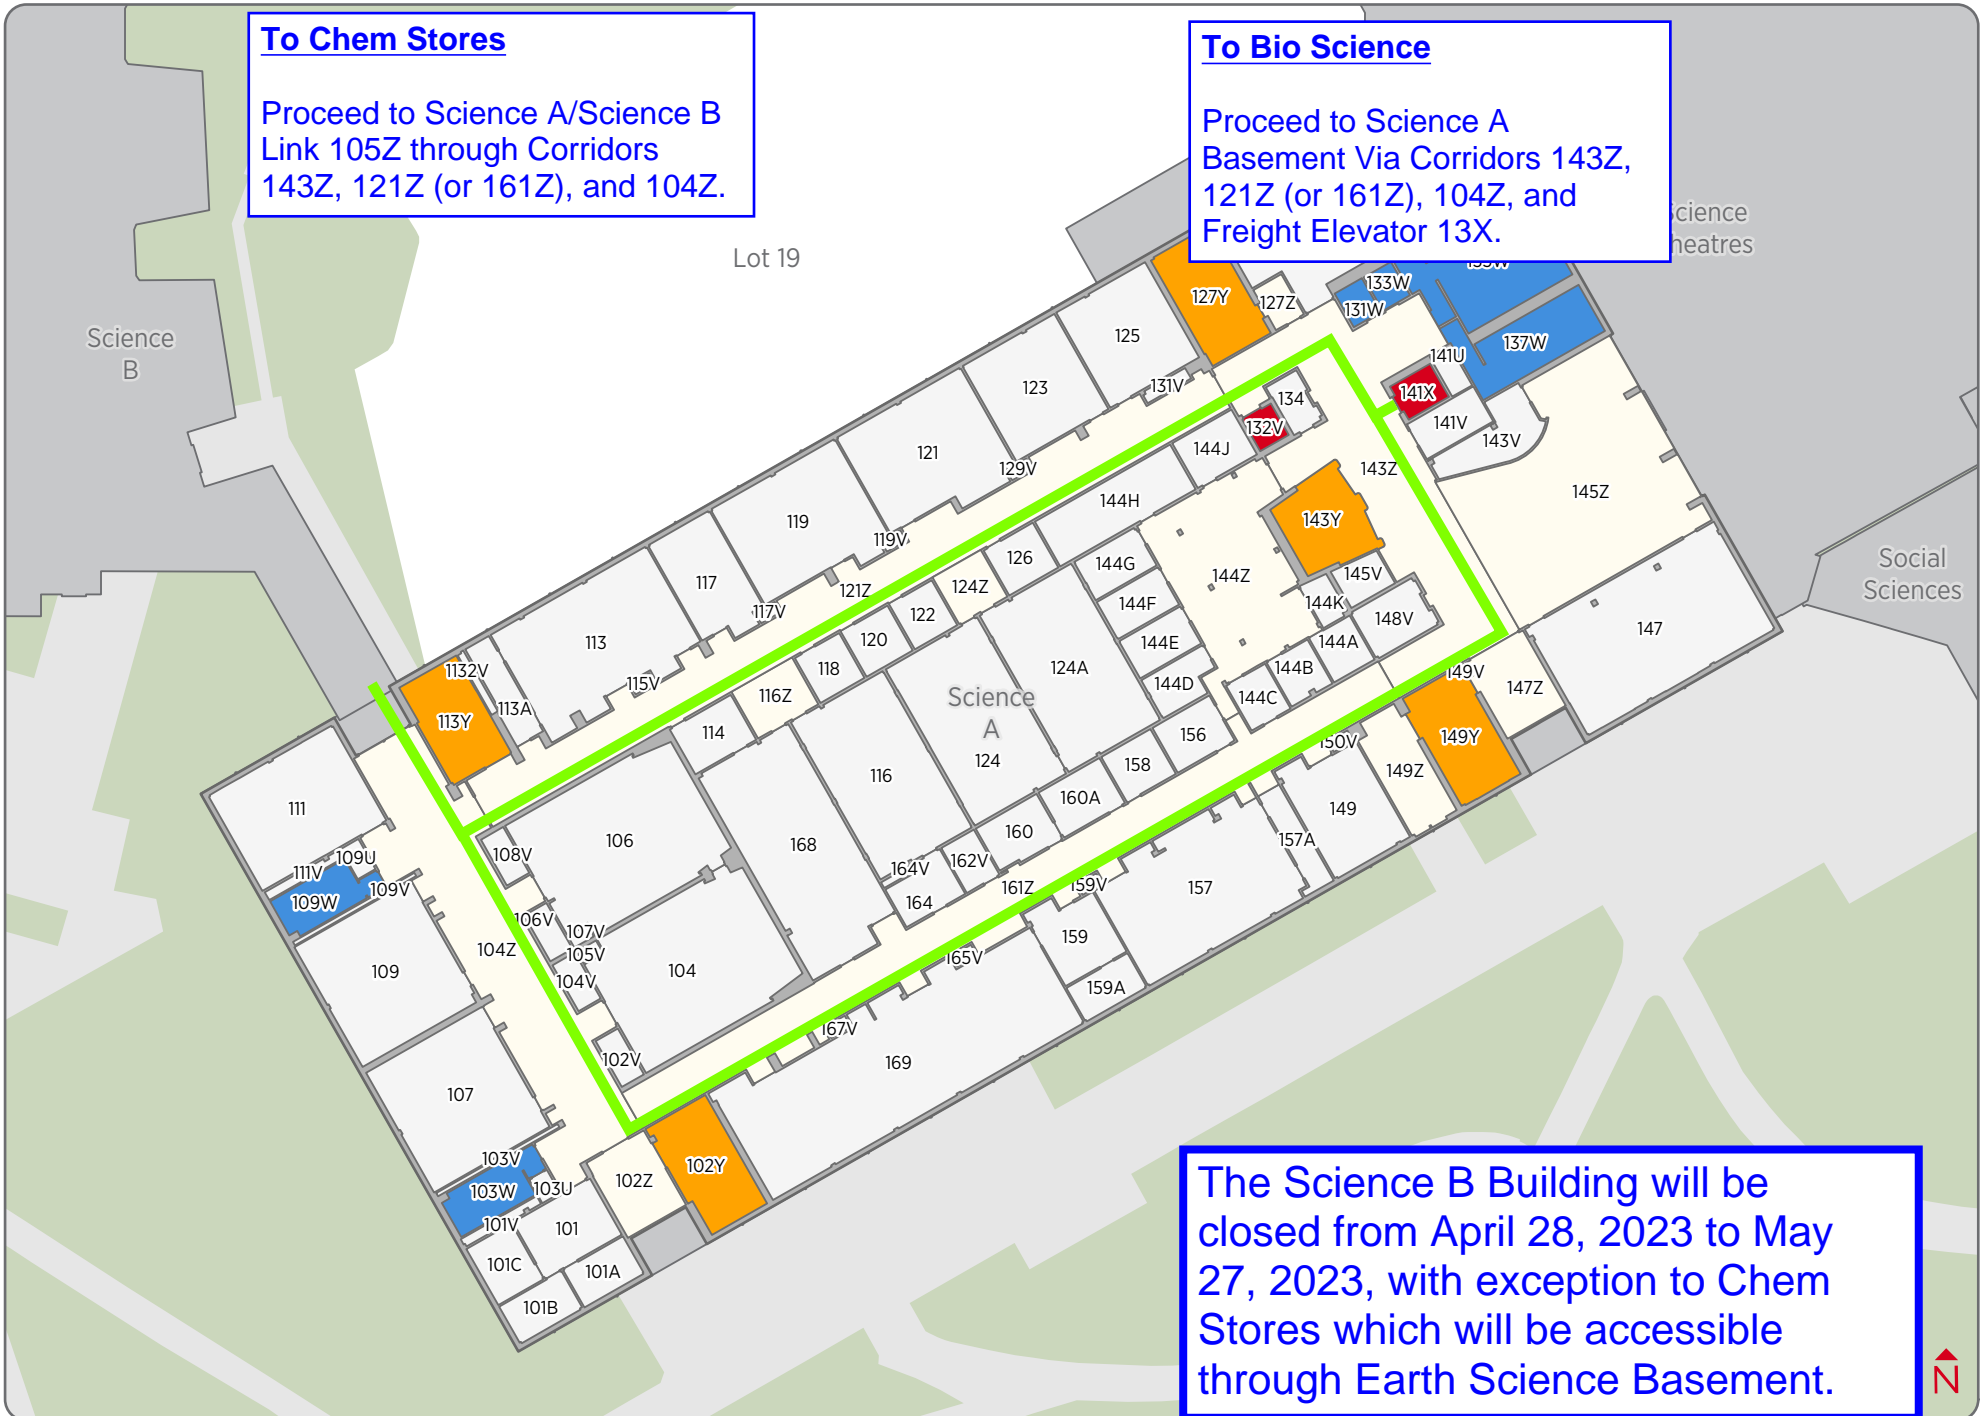 To Chem Stores
Proceed to Science A/Science B
Link 105Z through Corridors
143Z, 121Z (or 161Z), and 104Z.
To Bio Science
Proceed to Science A
Basement Via Corridors 143Z,
121Z (or 161Z), 104Z, and
Freight Elevator 13X.
Lot 19
Science
B
127Y
127Z
133W
131W
137W
141U
141X
141V
143V
125
131V
123
134
132V
144J
121
129V
143Z
145Z
144H
119
119V
143Y
126
144G
144Z
145V
Social
Sciences
117
121Z
124Z
144F
144K
117V
122
148V
147
113
120
144E
144A
1132V
118
124A
144B
149V
115V
116Z
144D
144C
147Z
113A
Science
A
113Y
114
156
149Y
150V
124
158
149Z
116
160A
111
149
106
168
160
157A
108V
109U
111V
164V
162V
109V
109W
164
161Z
159V
157
106V
107V
104Z
105V
165V
159
109
104V
104
159A
167V
102V
169
107
103V
103W
103U
102Z
102Y
101V
101
101C
101A
101B
The Science B Building will be
closed from April 28, 2023 to May
27, 2023, with exception to Chem
Stores which will be accessible
through Earth Science Basement.
N